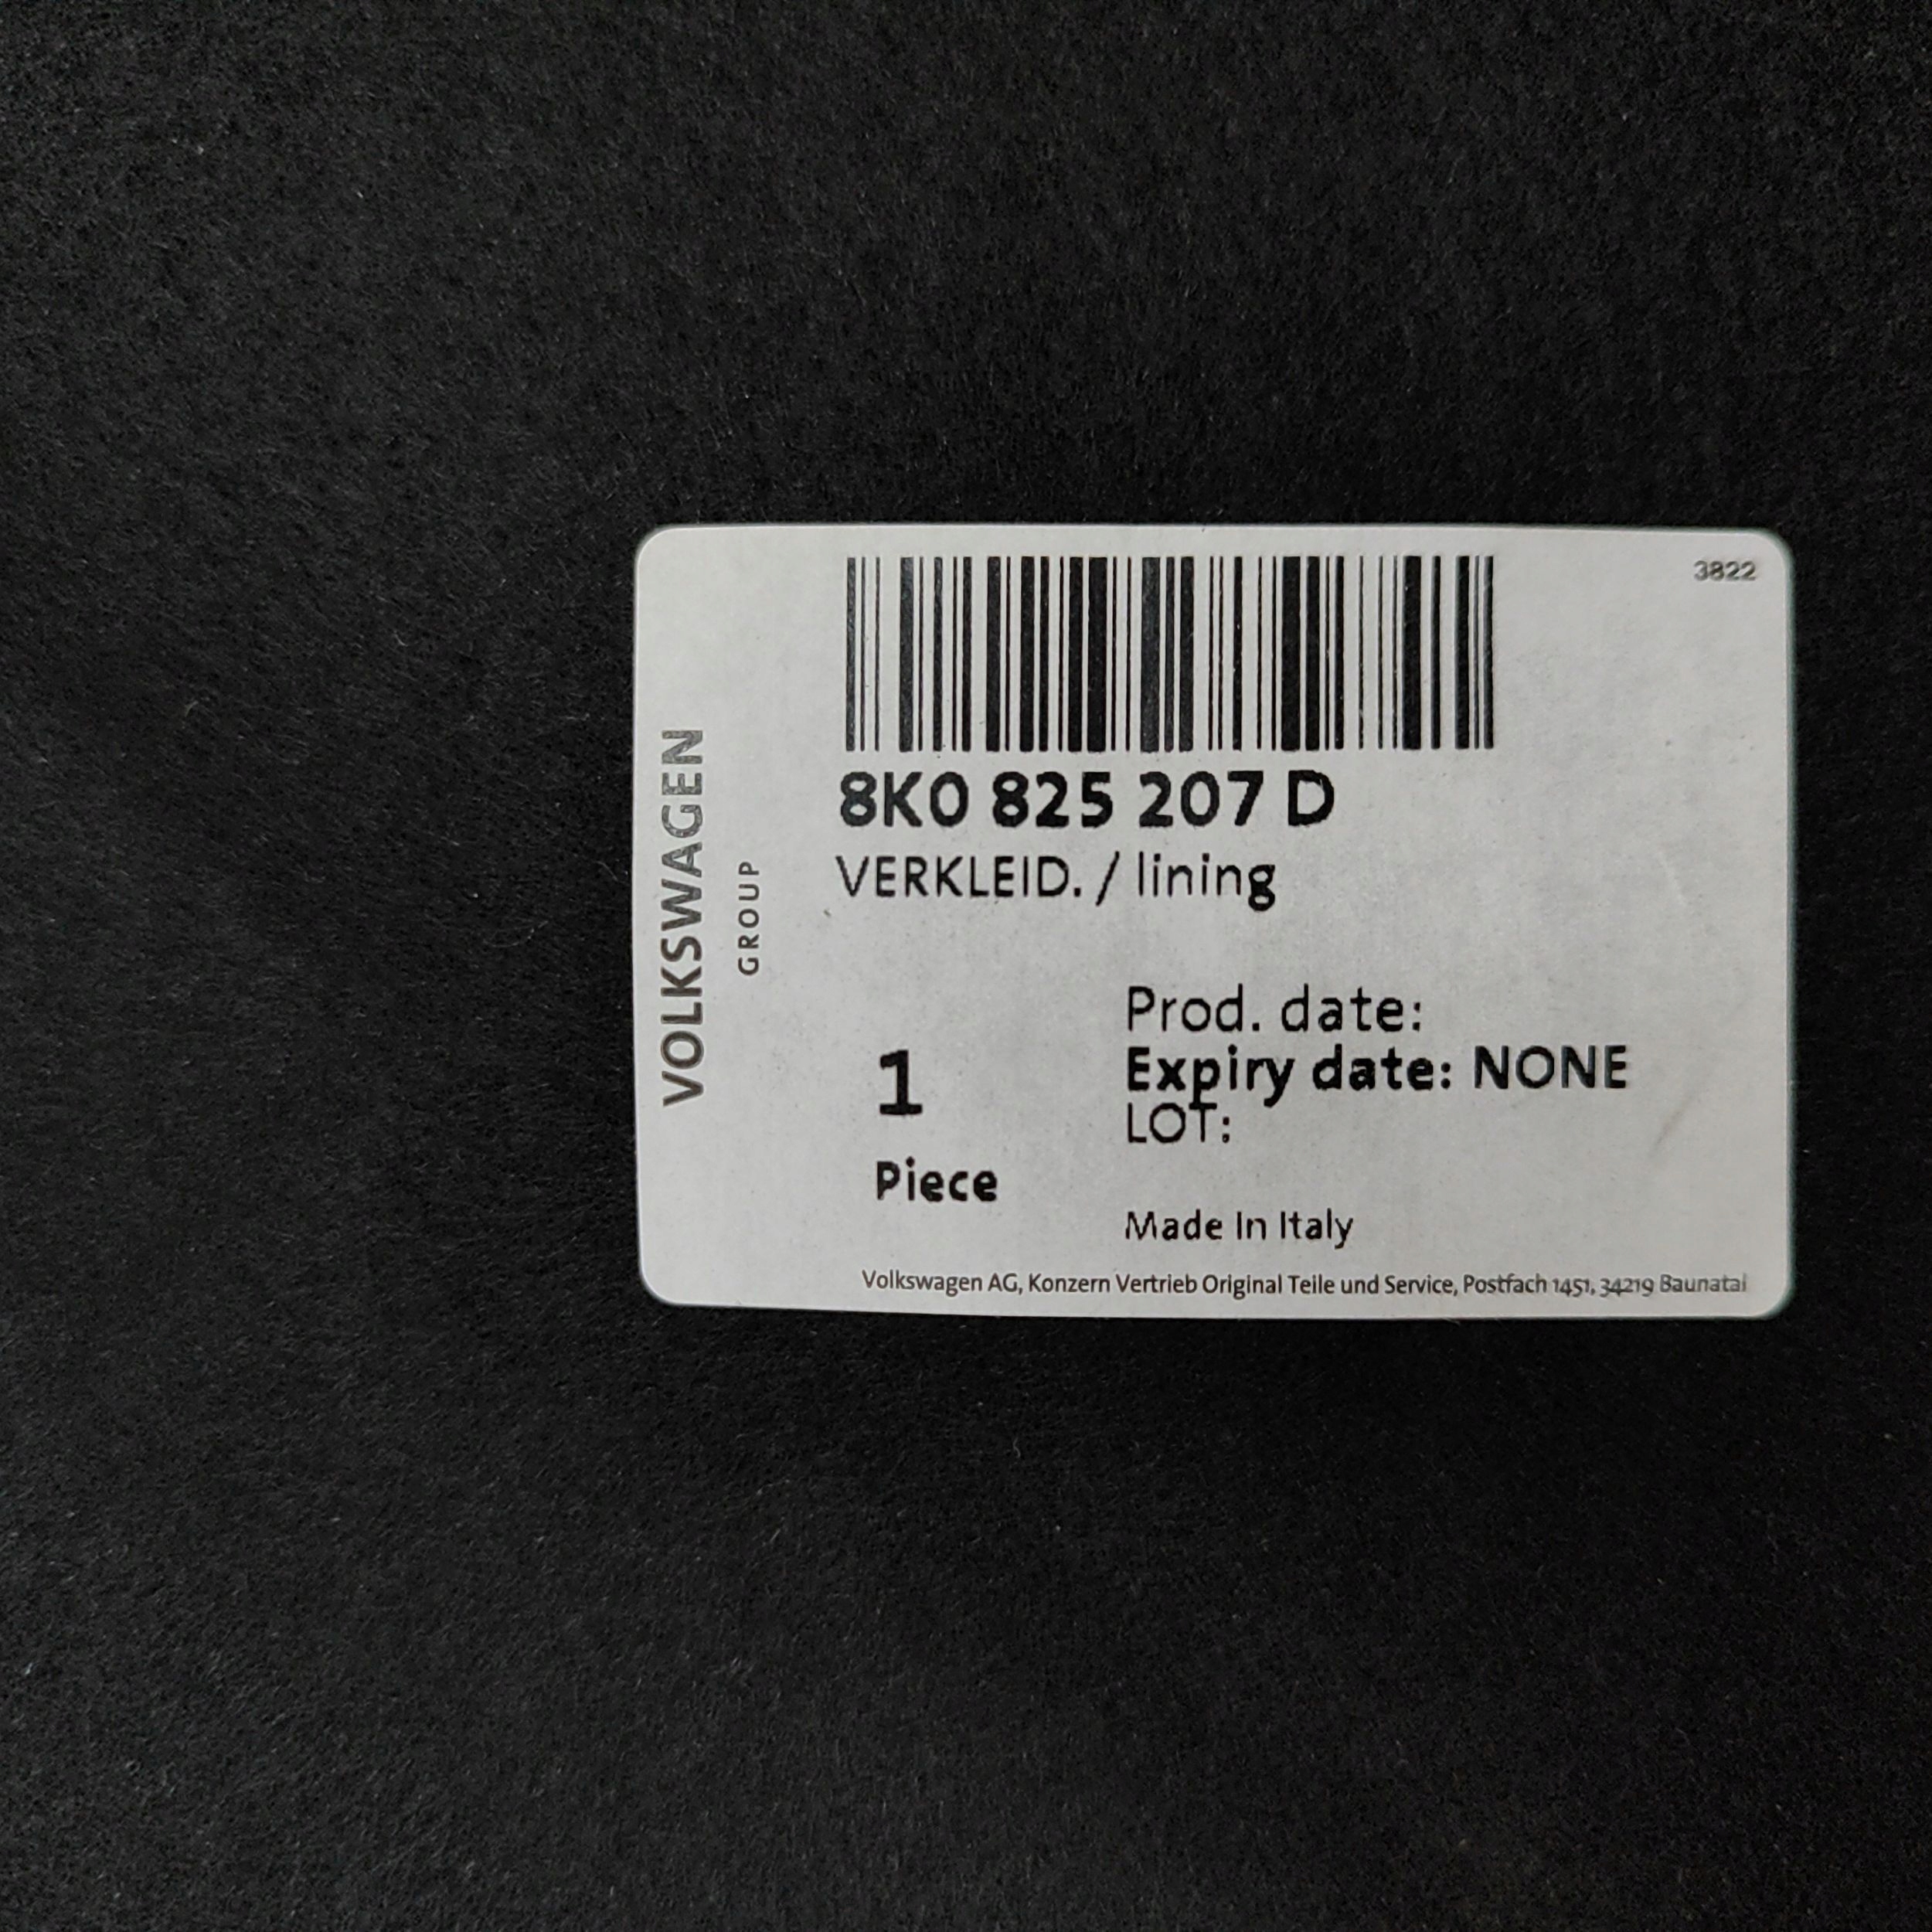 3822
VOLKSWAGEN
GROUP
8K0 825 207 D
VERKLEID. / lining
Prod. date:
Expiry date: NONE
LOT:
1
Piece
Made In Italy
Volkswagen AG, Konzern Vertrieb Original Teile und Service, Postfach 1451, 34219 Baunatal